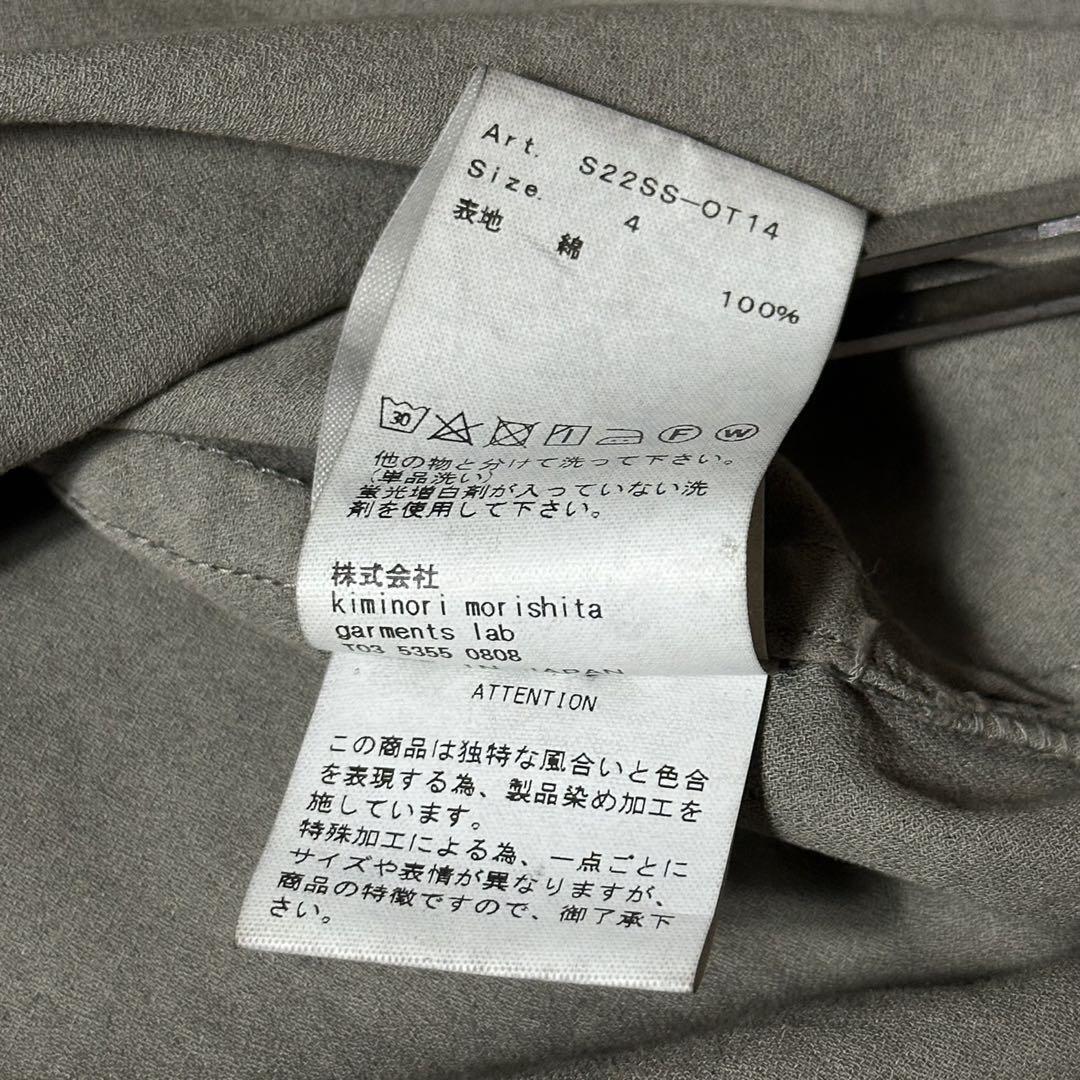 Art. S22SS-OT14
Size. 4
表地 綿 100%
30 F W
他の物と分けて洗って下さい。
(単品洗い)
蛍光増白剤が入っていない洗
剤を使用して下さい。
株式会社
kiminori morishita
garments lab
T03 5355 0808
IN JAPAN
ATTENTION
この商品は独特な風合いと色合
を表現する為、製品染め加工を
施しています。
特殊加工による為、一点ごとに
サイズや表情が異なりますが、
商品の特徴ですので、御了承下
さい。